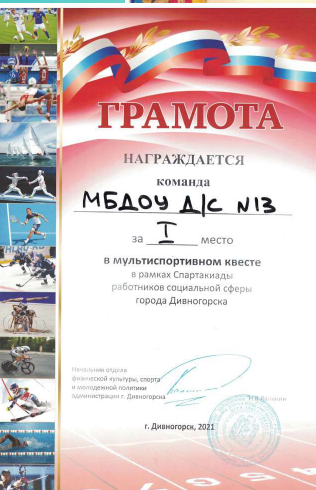 ГРАМОТА
НАГРАЖДАЕТСЯ
команда
МБДОУ Д/С N13
за I место
в мультиспортивном квесте
в рамках Спартакиады
работников социальной сферы
города Дивногорска
Начальник отдела
физической культуры, спорта
и молодежной политики
администрации г. Дивногорска
г. Дивногорск, 2021